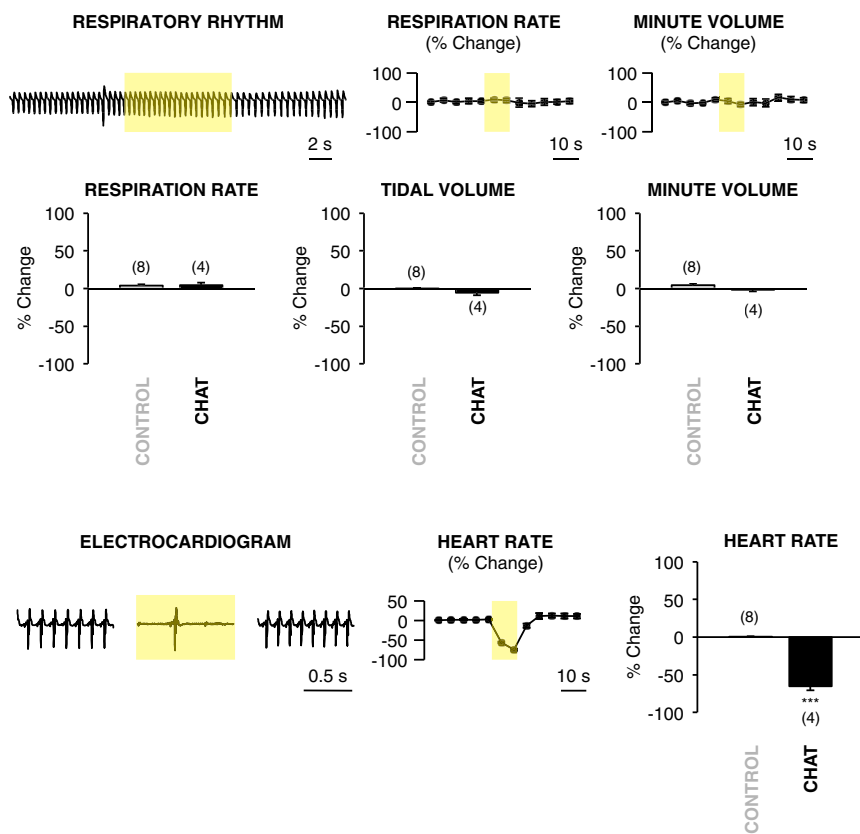 RESPIRATORY RHYTHM
RESPIRATION RATE
(% Change)
MINUTE VOLUME
(% Change)
100
0
-100
100
0
-100
2 s
10 s
10 s
RESPIRATION RATE
TIDAL VOLUME
MINUTE VOLUME
% Change
100
50
0
-50
-100
(8)
(4)
CONTROL
CHAT
% Change
100
50
0
-50
-100
(8)
(4)
CONTROL
CHAT
% Change
100
50
0
-50
-100
(8)
(4)
CONTROL
CHAT
ELECTROCARDIOGRAM
0.5 s
HEART RATE
(% Change)
50
0
-50
-100
10 s
HEART RATE
% Change
100
50
0
-50
-100
(8)
***
(4)
CONTROL
CHAT